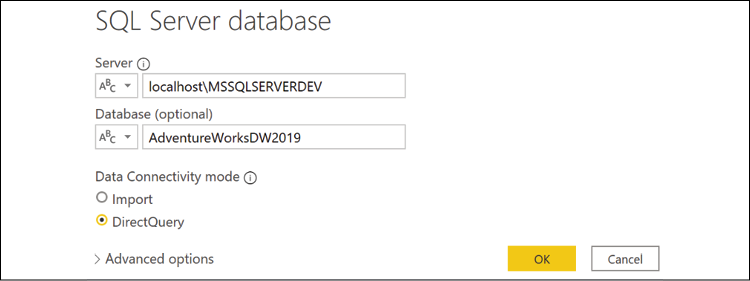 SQL Server database
Server
ABC localhost\MSSQLSERVERDEV
Database (optional)
ABC AdventureWorksDW2019
Data Connectivity mode
Import
DirectQuery
Advanced options OK Cancel